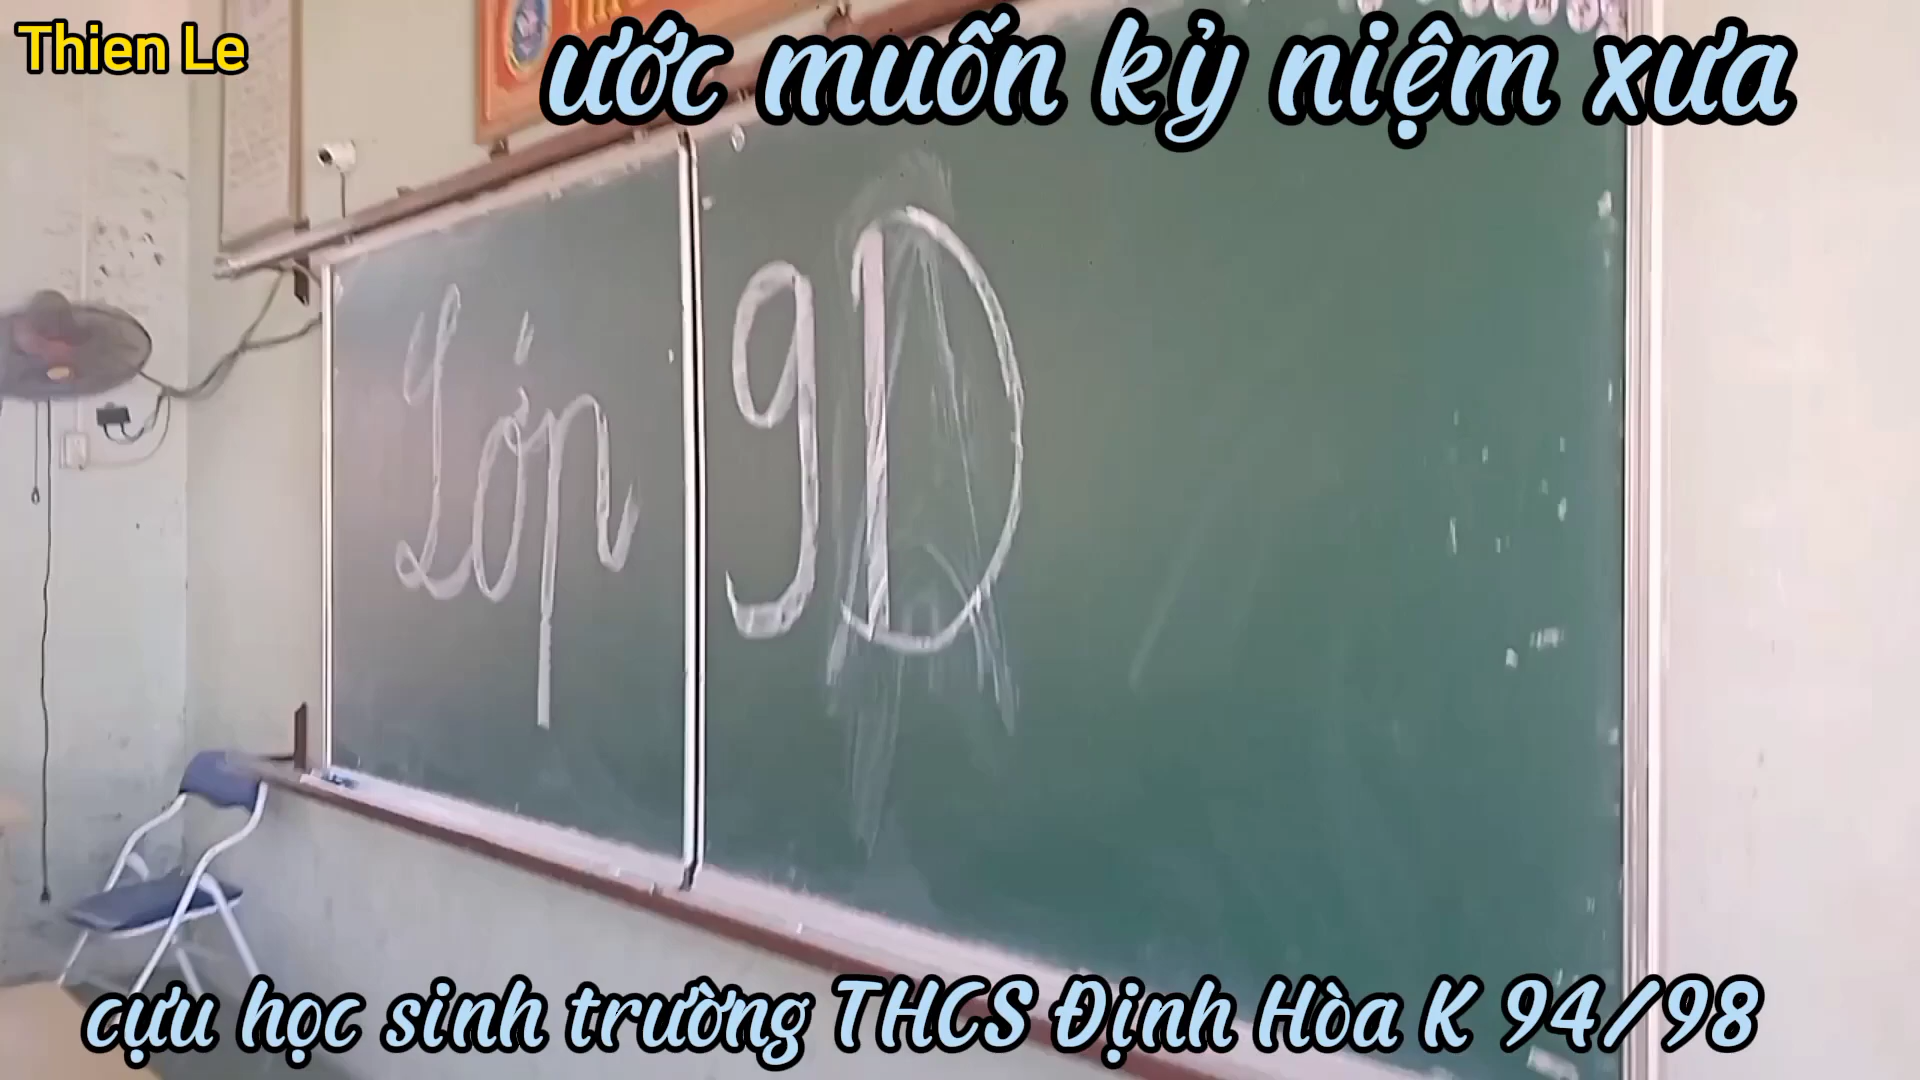 Thien Le
ước muốn kỷ niệm xưa
Lớp 9D
cựu học sinh trường THCS Định Hòa K 94/98